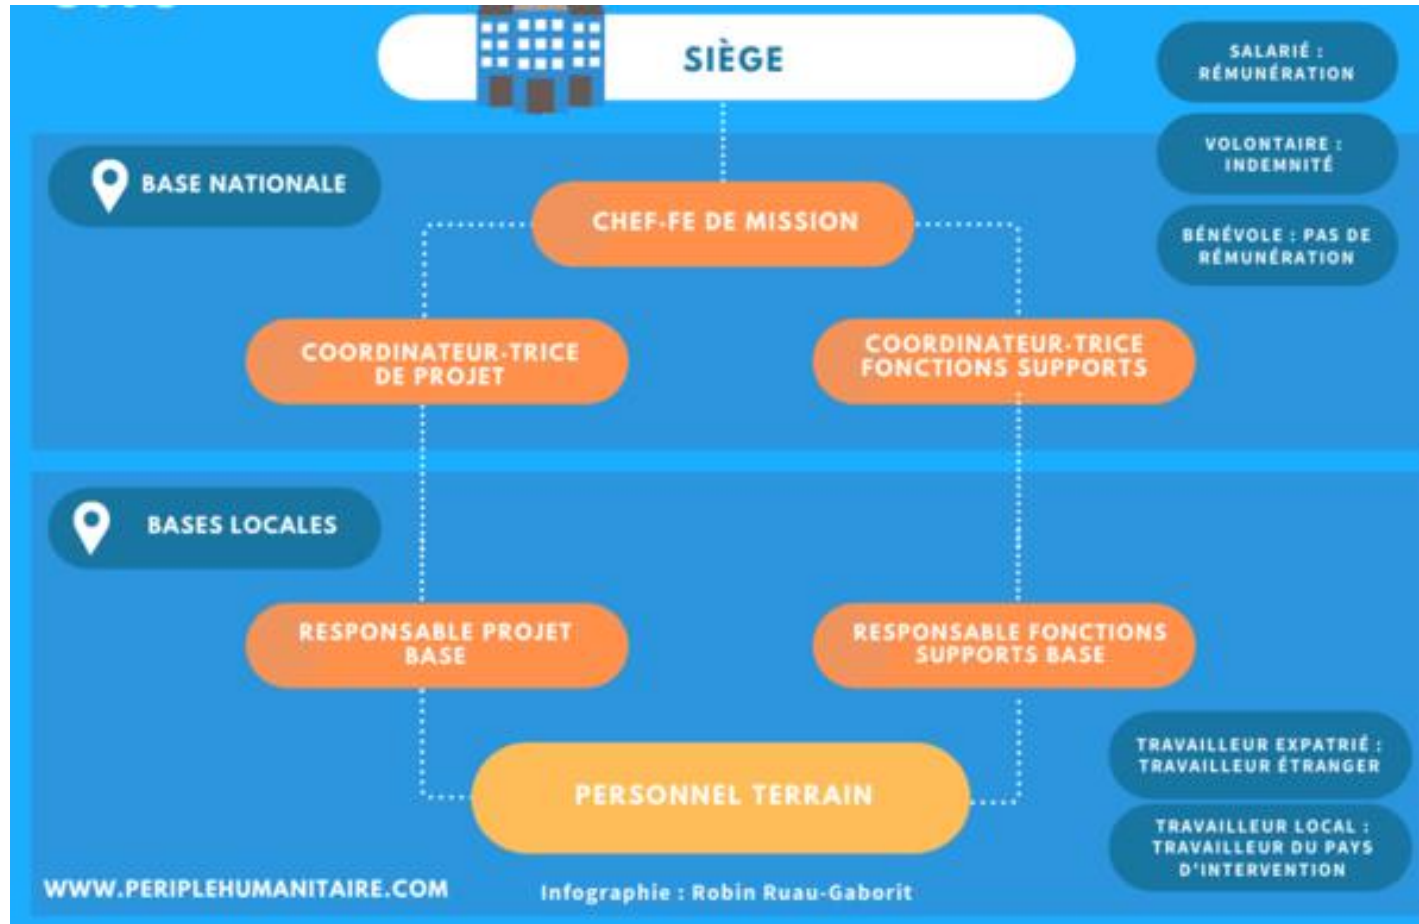 SIÈGE
SALARIÉ :
RÉMUNÉRATION
VOLONTAIRE :
INDEMNITÉ
BÉNÉVOLE : PAS DE
RÉMUNÉRATION
BASE NATIONALE
CHEF-FE DE MISSION
COORDINATEUR-TRICE
DE PROJET
COORDINATEUR-TRICE
FONCTIONS SUPPORTS
BASES LOCALES
RESPONSABLE PROJET
BASE
RESPONSABLE FONCTIONS
SUPPORTS BASE
PERSONNEL TERRAIN
TRAVAILLEUR EXPATRIÉ :
TRAVAILLEUR ÉTRANGER
TRAVAILLEUR LOCAL :
TRAVAILLEUR DU PAYS
D'INTERVENTION
WWW.PERIPLEHUMANITAIRE.COM
Infographie : Robin Ruau-Gaborit